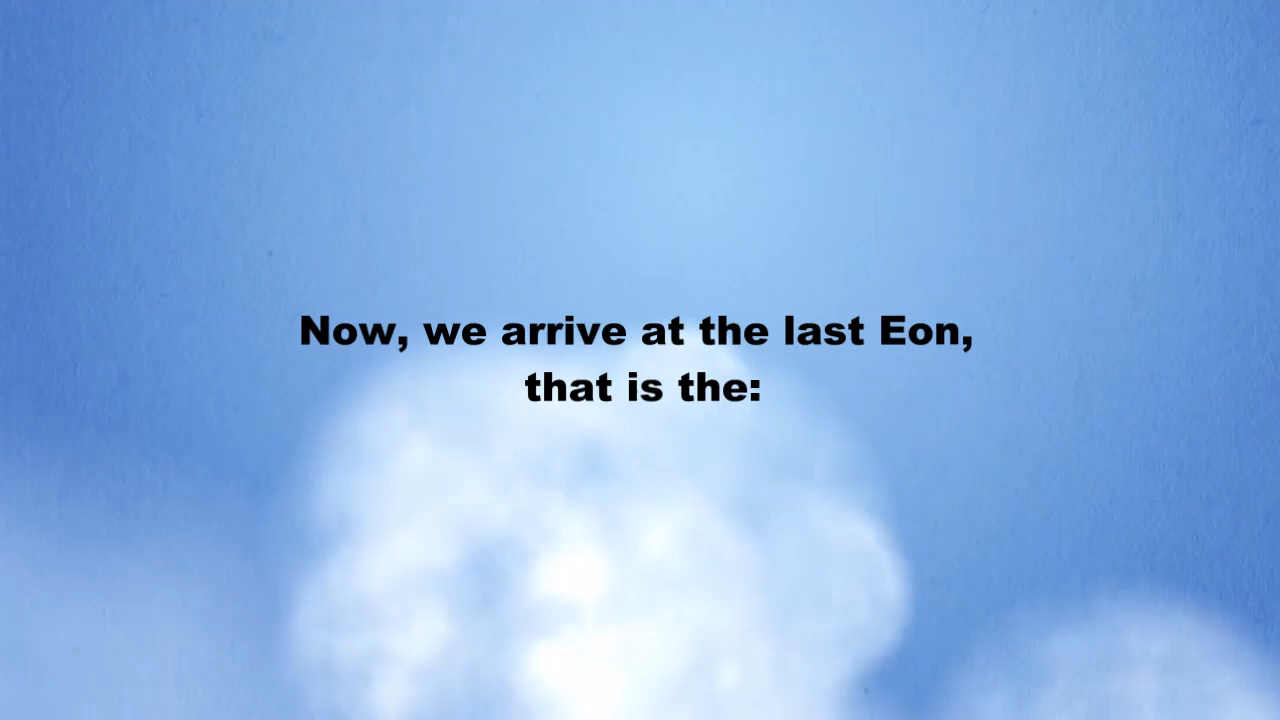 Now, we arrive at the last Eon,
that is the: